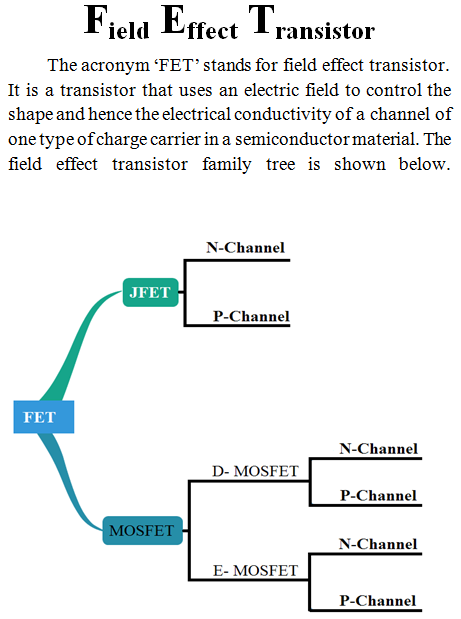 Field Effect Transistor
The acronym ‘FET’ stands for field effect transistor.
It is a transistor that uses an electric field to control the
shape and hence the electrical conductivity of a channel of
one type of charge carrier in a semiconductor material. The
field effect transistor family tree is shown below.
N-Channel
JFET
P-Channel
FET
N-Channel
D- MOSFET
P-Channel
MOSFET
N-Channel
E- MOSFET
P-Channel